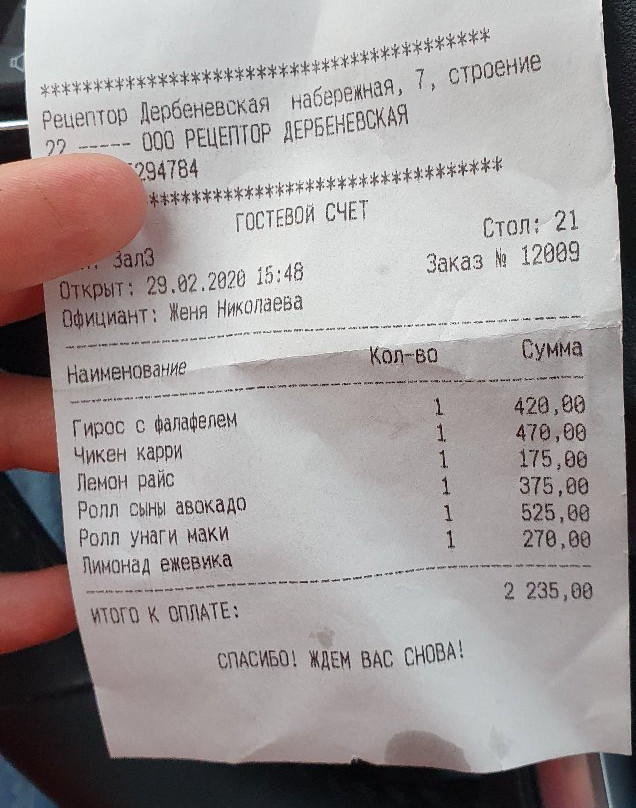 ******************************************
Рецептор Дербеневская набережная, 7, строение
22 ----- ООО РЕЦЕПТОР ДЕРБЕНЕВСКАЯ
294784
**********************************
ГОСТЕВОЙ СЧЕТ
Стол: 21
Зал3
Заказ № 12009
Открыт: 29.02.2020 15:48
Официант: Женя Николаева
Наименование Кол-во Сумма
Гирос с фалафелем 1 420,00
Чикен карри 1 470,00
Лемон райс 1 175,00
Ролл сыны авокадо 1 375,00
Ролл унаги маки 1 525,00
Лимонад ежевика 1 270,00
ИТОГО К ОПЛАТЕ: 2 235,00
СПАСИБО! ЖДЕМ ВАС СНОВА!